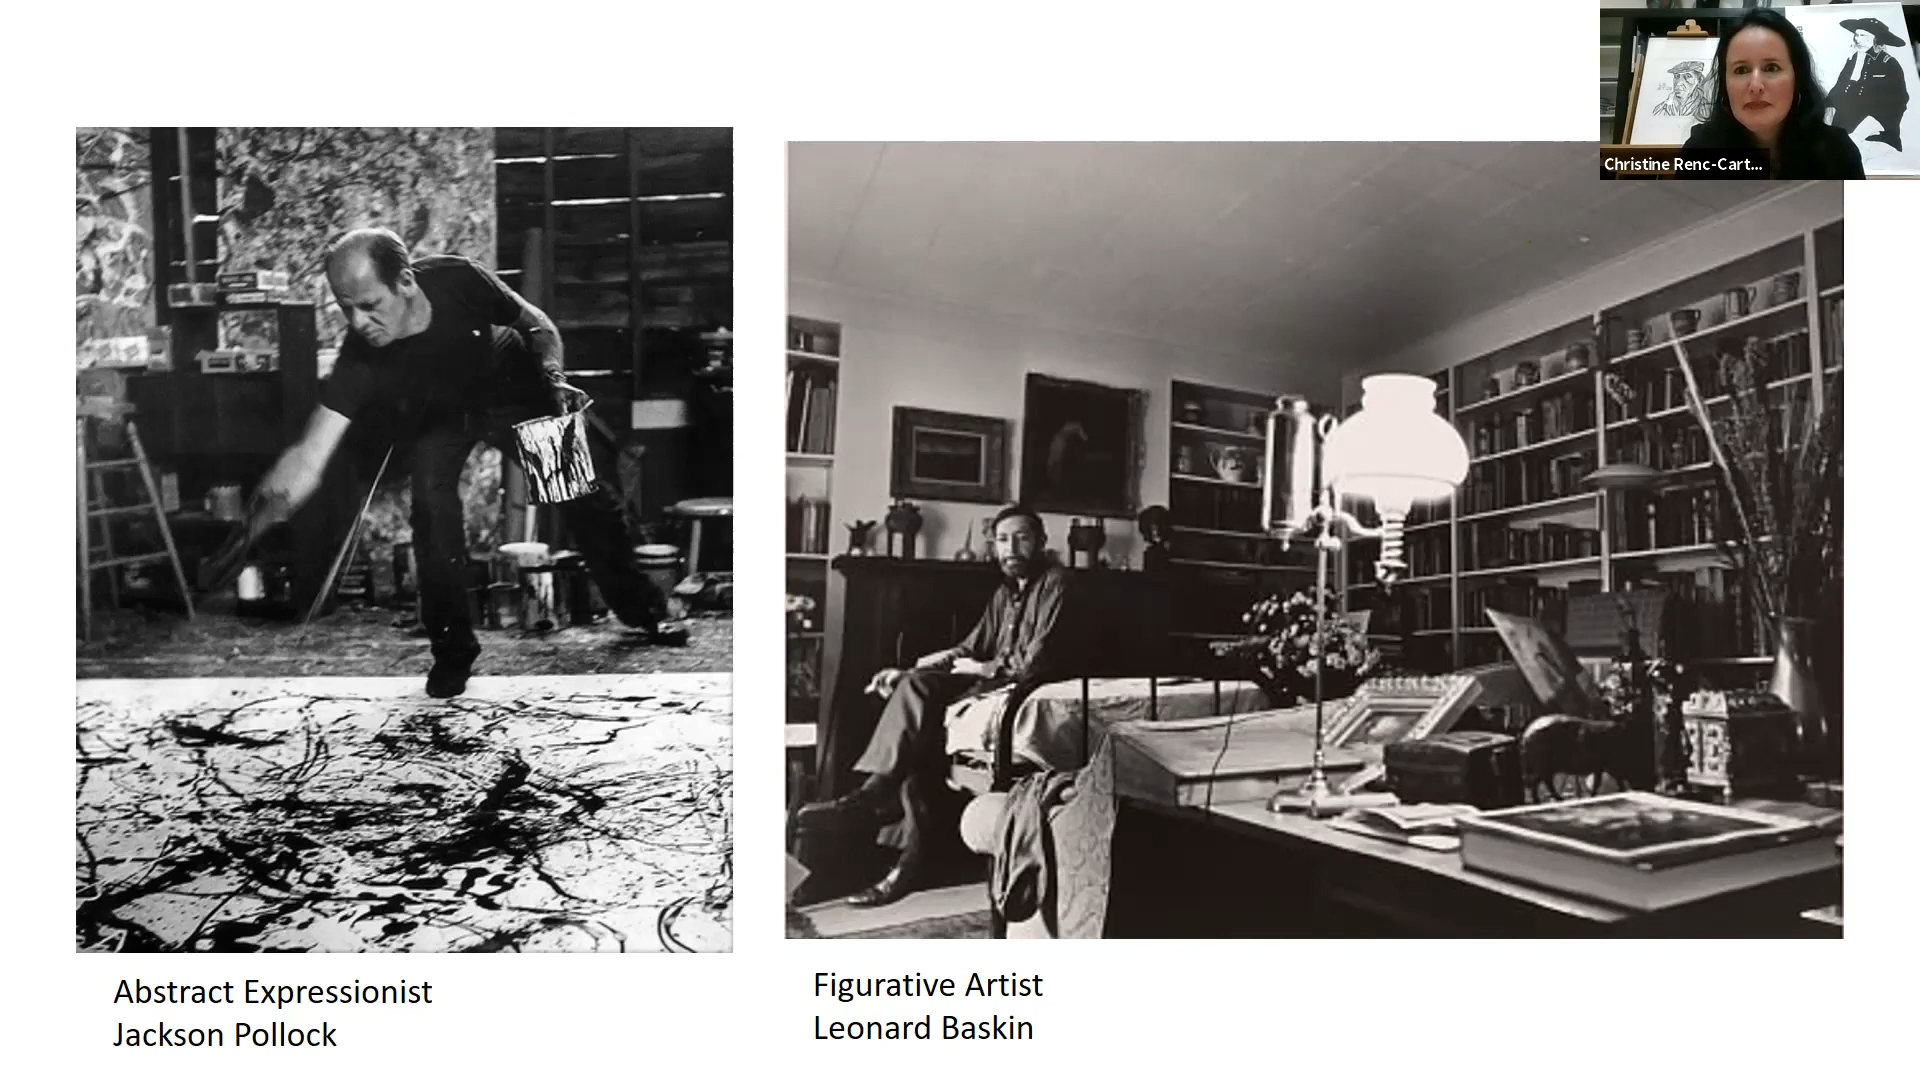 Christine Renc-Cart...
Abstract Expressionist
Jackson Pollock
Figurative Artist
Leonard Baskin